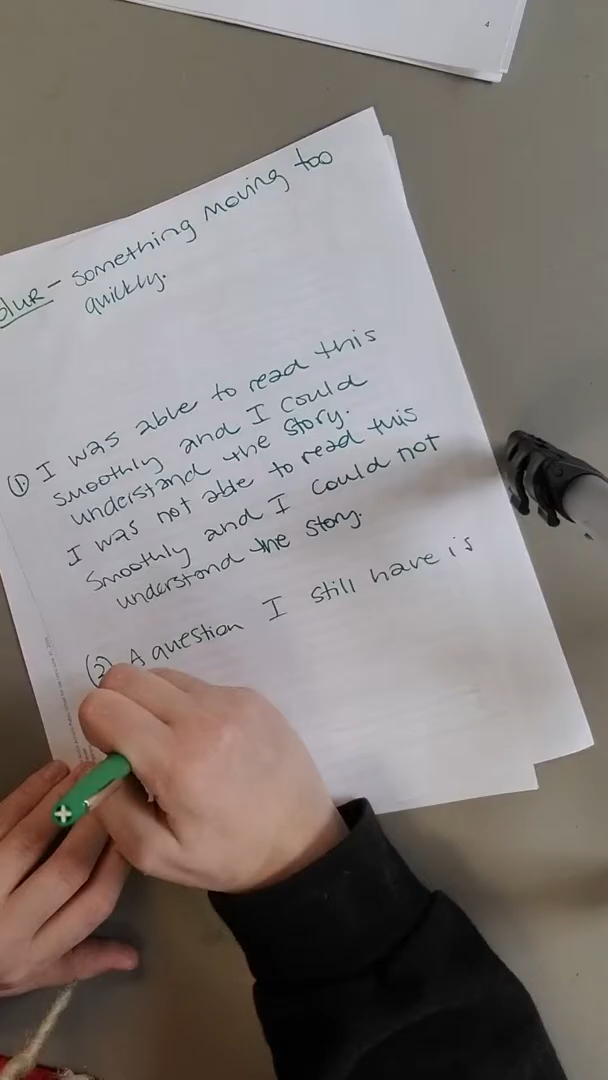 4
blur - something moving too
quickly.
(1.) I was able to read this
smoothly and I could
understand the story.
I was not able to read this
smoothly and I could not
understand the story.
(2) A question I still have is